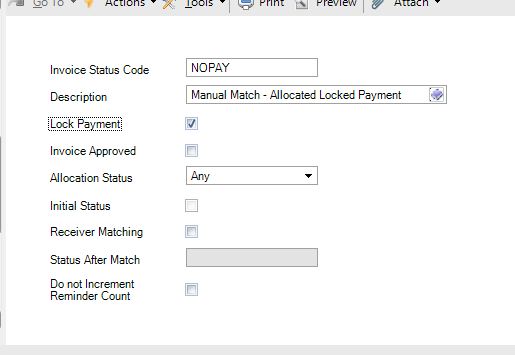 Go To Actions Tools Print Preview Attach
Invoice Status Code NOPAY
Description Manual Match - Allocated Locked Payment
Lock Payment
Invoice Approved
Allocation Status Any
Initial Status
Receiver Matching
Status After Match
Do not Increment
Reminder Count